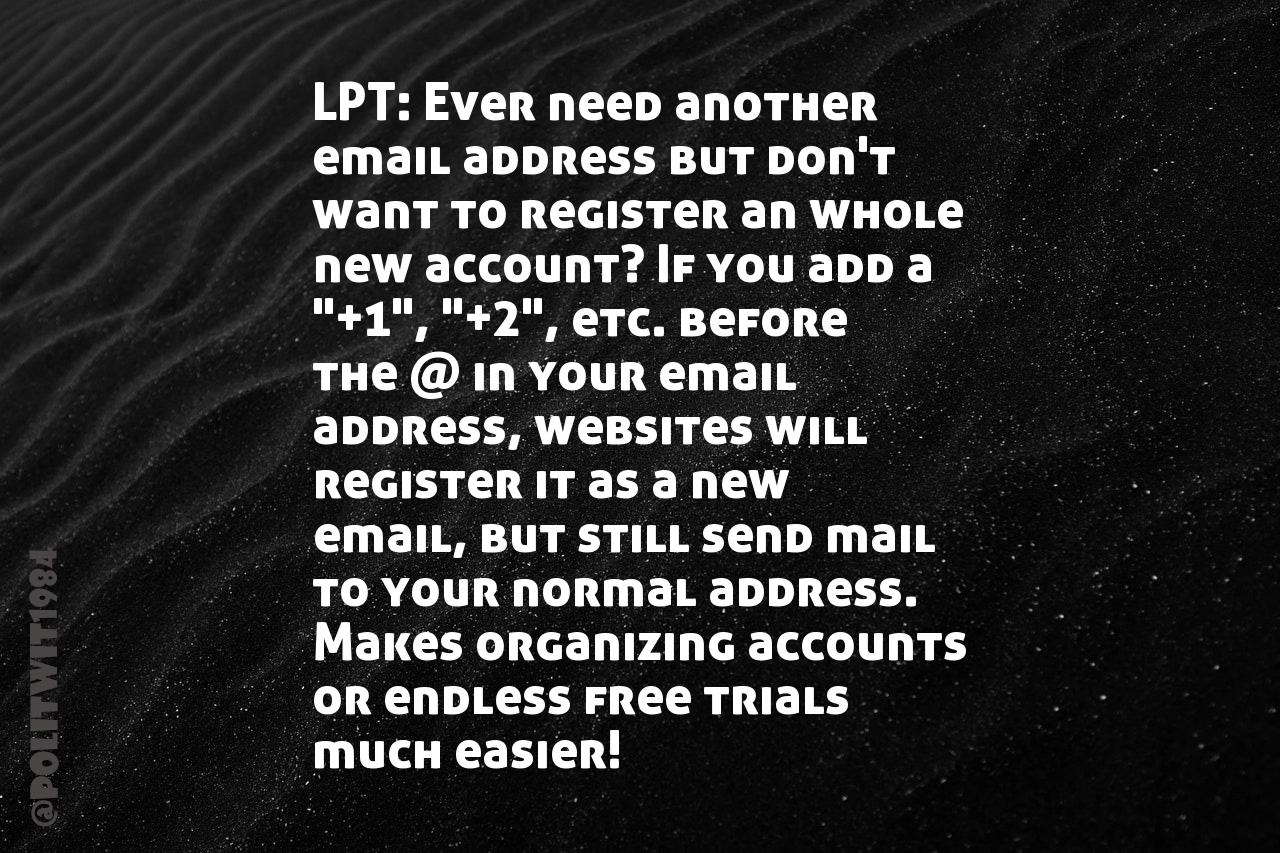 LPT: Ever need another
email address but don't
want to register an whole
new account? If you add a
"+1", "+2", etc. before
the @ in your email
address, websites will
register it as a new
email, but still send mail
to your normal address.
Makes organizing accounts
or endless free trials
much easier!
@politwit1984